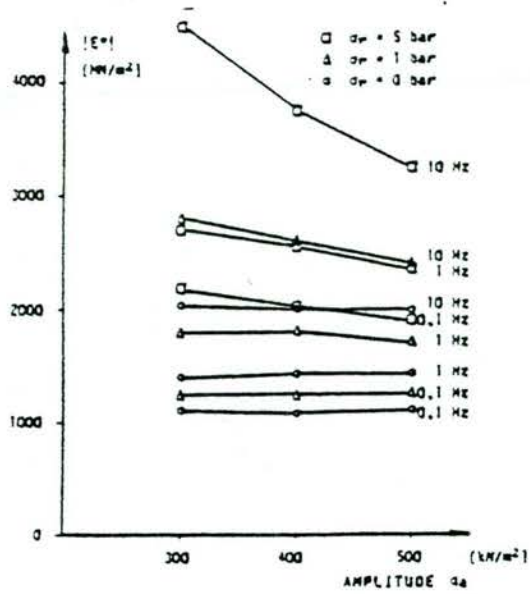 |E*|
[MN/m²]
□ σr = 5 bar
△ σr = 1 bar
o σr = 0 bar
4000
3000
2000
1000
0
10 Hz
10 Hz
1 Hz
10 Hz
0,1 Hz
1 Hz
1 Hz
0,1 Hz
0,1 Hz
300
400
500
[kN/m²]
AMPLITUDE σa